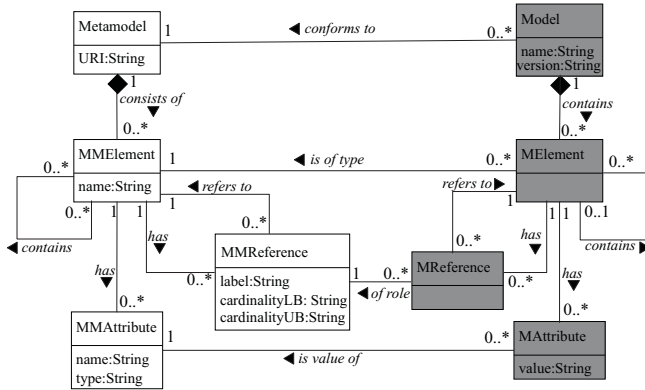 Metamodel
URI:String
1
◀ conforms to
0..*
Model
name:String
version:String
1
consists of
▼
0..*
1
contains
▼
0..*
0..*
MMElement
name:String
1
◀ is of type
0..*
MElement
0..*
◀ refers to
1
refers to ▶
1
0..*
1
1
0..*
0..*
1
1
0..1
◀ contains
has
▼
0..*
MMReference
label:String
cardinalityLB: String
cardinalityUB:String
1
◀ of role
0..*
MReference
0..*
has
▼
contains ▶
has
▼
0..*
has
▼
0..*
MMAttribute
name:String
type:String
1
◀ is value of
0..*
MAttribute
value:String